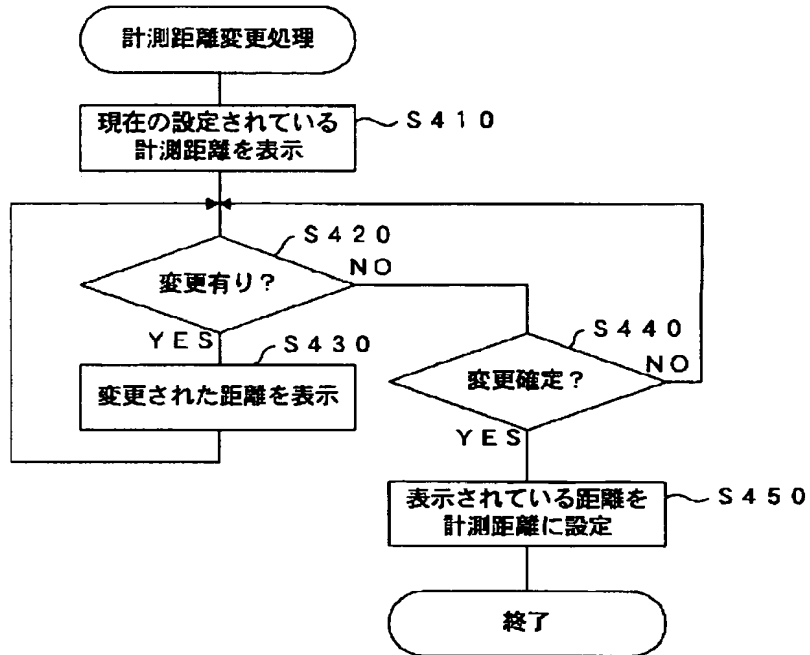 計測距離変更処理
現在の設定されている
計測距離を表示
S410
S420
変更有り?
NO
YES
S430
変更された距離を表示
S440
変更確定?
NO
YES
表示されている距離を
計測距離に設定
S450
終了